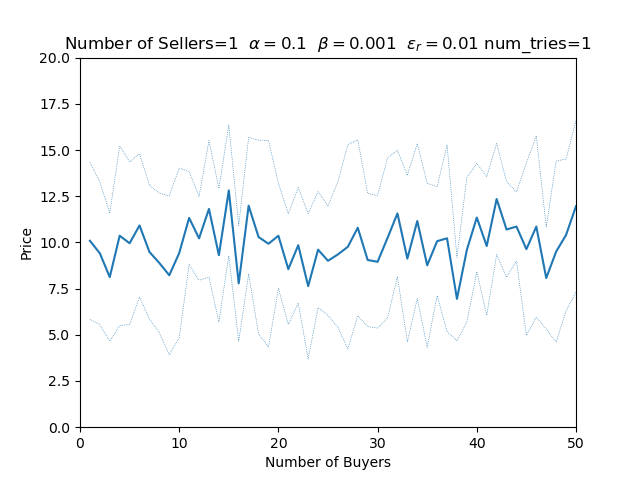 Number of Sellers=1 α = 0.1 β = 0.001 ε_r = 0.01 num_tries=1
20.0
17.5
15.0
12.5
10.0
7.5
5.0
2.5
0.0
Price
0 10 20 30 40 50
Number of Buyers